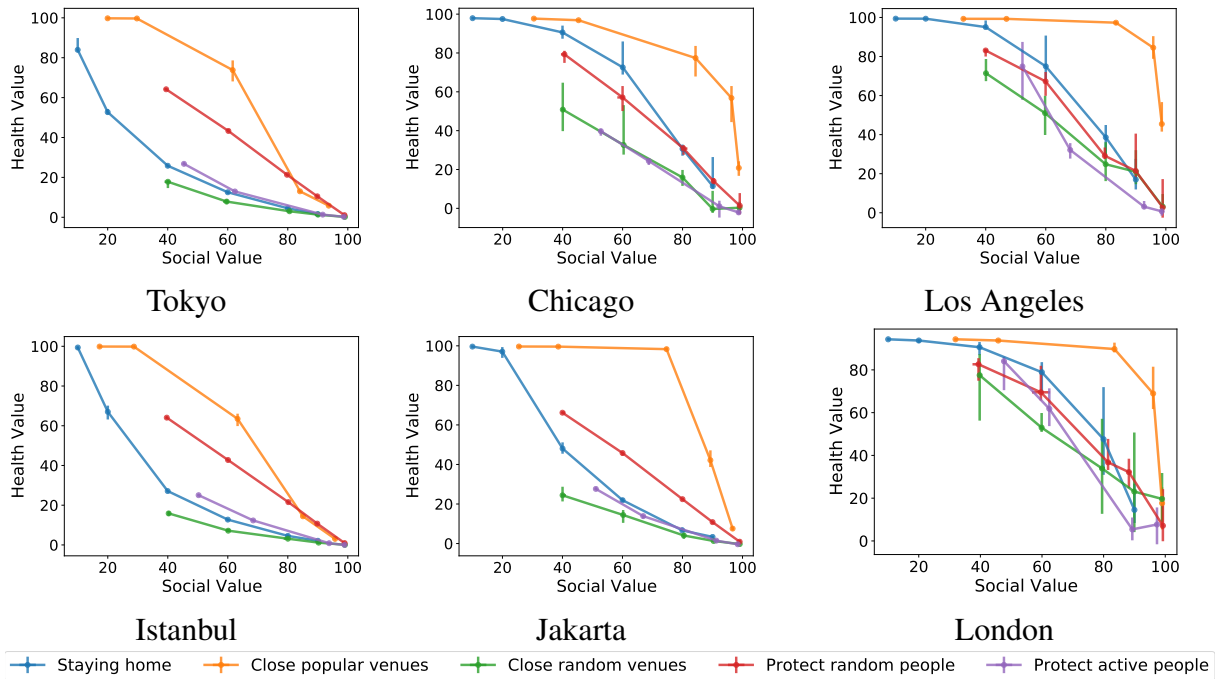 100
80
60
40
20
0
Health Value
20 40 60 80 100
Social Value
Tokyo
100
80
60
40
20
0
Health Value
20 40 60 80 100
Social Value
Chicago
100
80
60
40
20
0
Health Value
20 40 60 80 100
Social Value
Los Angeles
100
80
60
40
20
0
Health Value
20 40 60 80 100
Social Value
Istanbul
100
80
60
40
20
0
Health Value
20 40 60 80 100
Social Value
Jakarta
80
60
40
20
0
Health Value
20 40 60 80 100
Social Value
London
Staying home Close popular venues Close random venues Protect random people Protect active people